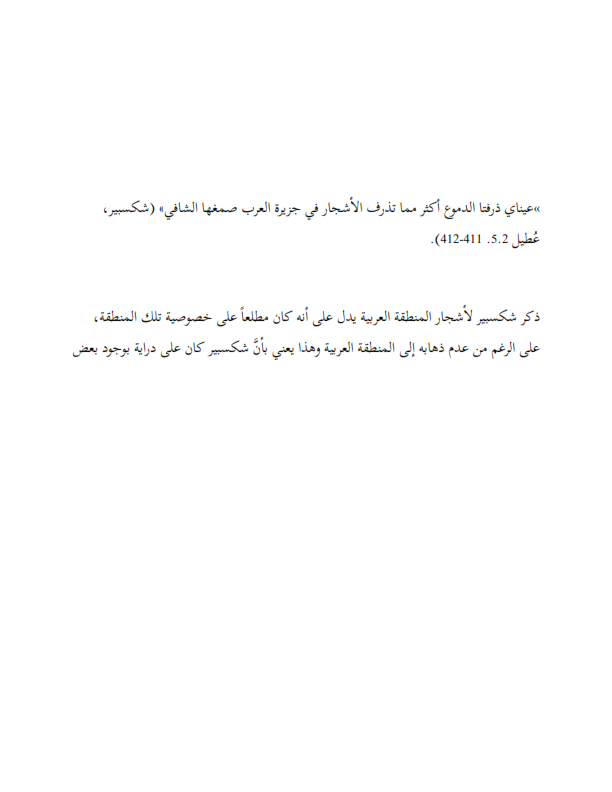 »عيناي ذرفتا الدموع أكثر مما تذرف الأشجار في جزيرة العرب صمغها الشافي« (شكسبير،
عُطيل 5.2. 411-412).
ذكر شكسبير لأشجار المنطقة العربية يدل على أنه كان مطلعاً على خصوصية تلك المنطقة،
على الرغم من عدم ذهابه إلى المنطقة العربية وهذا يعني بأنَّ شكسبير كان على دراية بوجود بعض